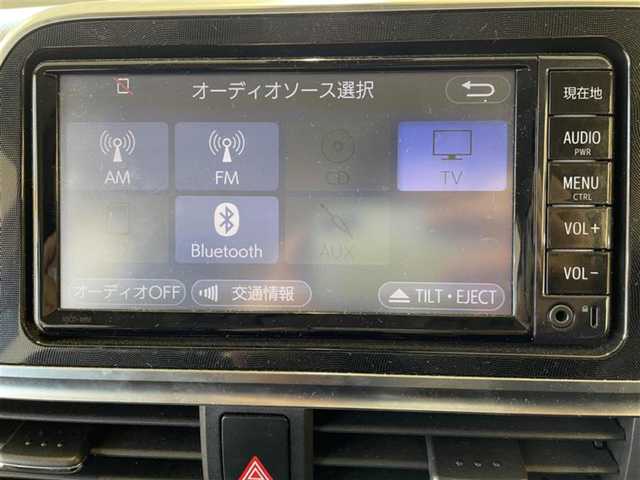 オーディオソース選択
現在地
AM
FM
CD
TV
AUDIO
PWR
MENU
CTRL
Bluetooth
AUX
VOL+
VOL-
オーディオOFF
交通情報
TILT・EJECT